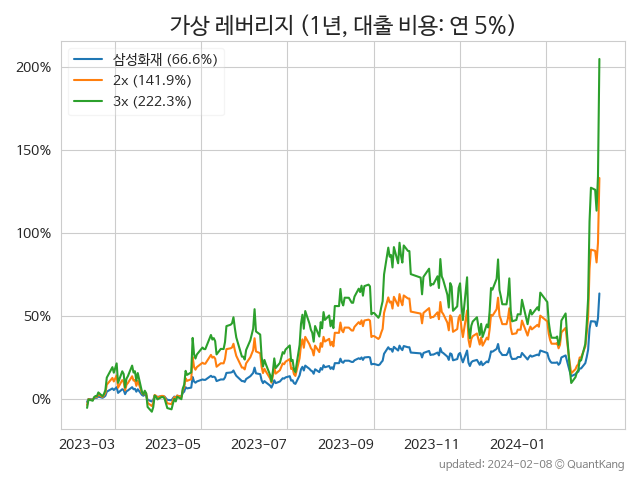 가상 레버리지 (1년, 대출 비용: 연 5%)
삼성화재 (66.6%)
2x (141.9%)
3x (222.3%)
200%
150%
100%
50%
0%
2023-03 2023-05 2023-07 2023-09 2023-11 2024-01
updated: 2024-02-08 © QuantKang